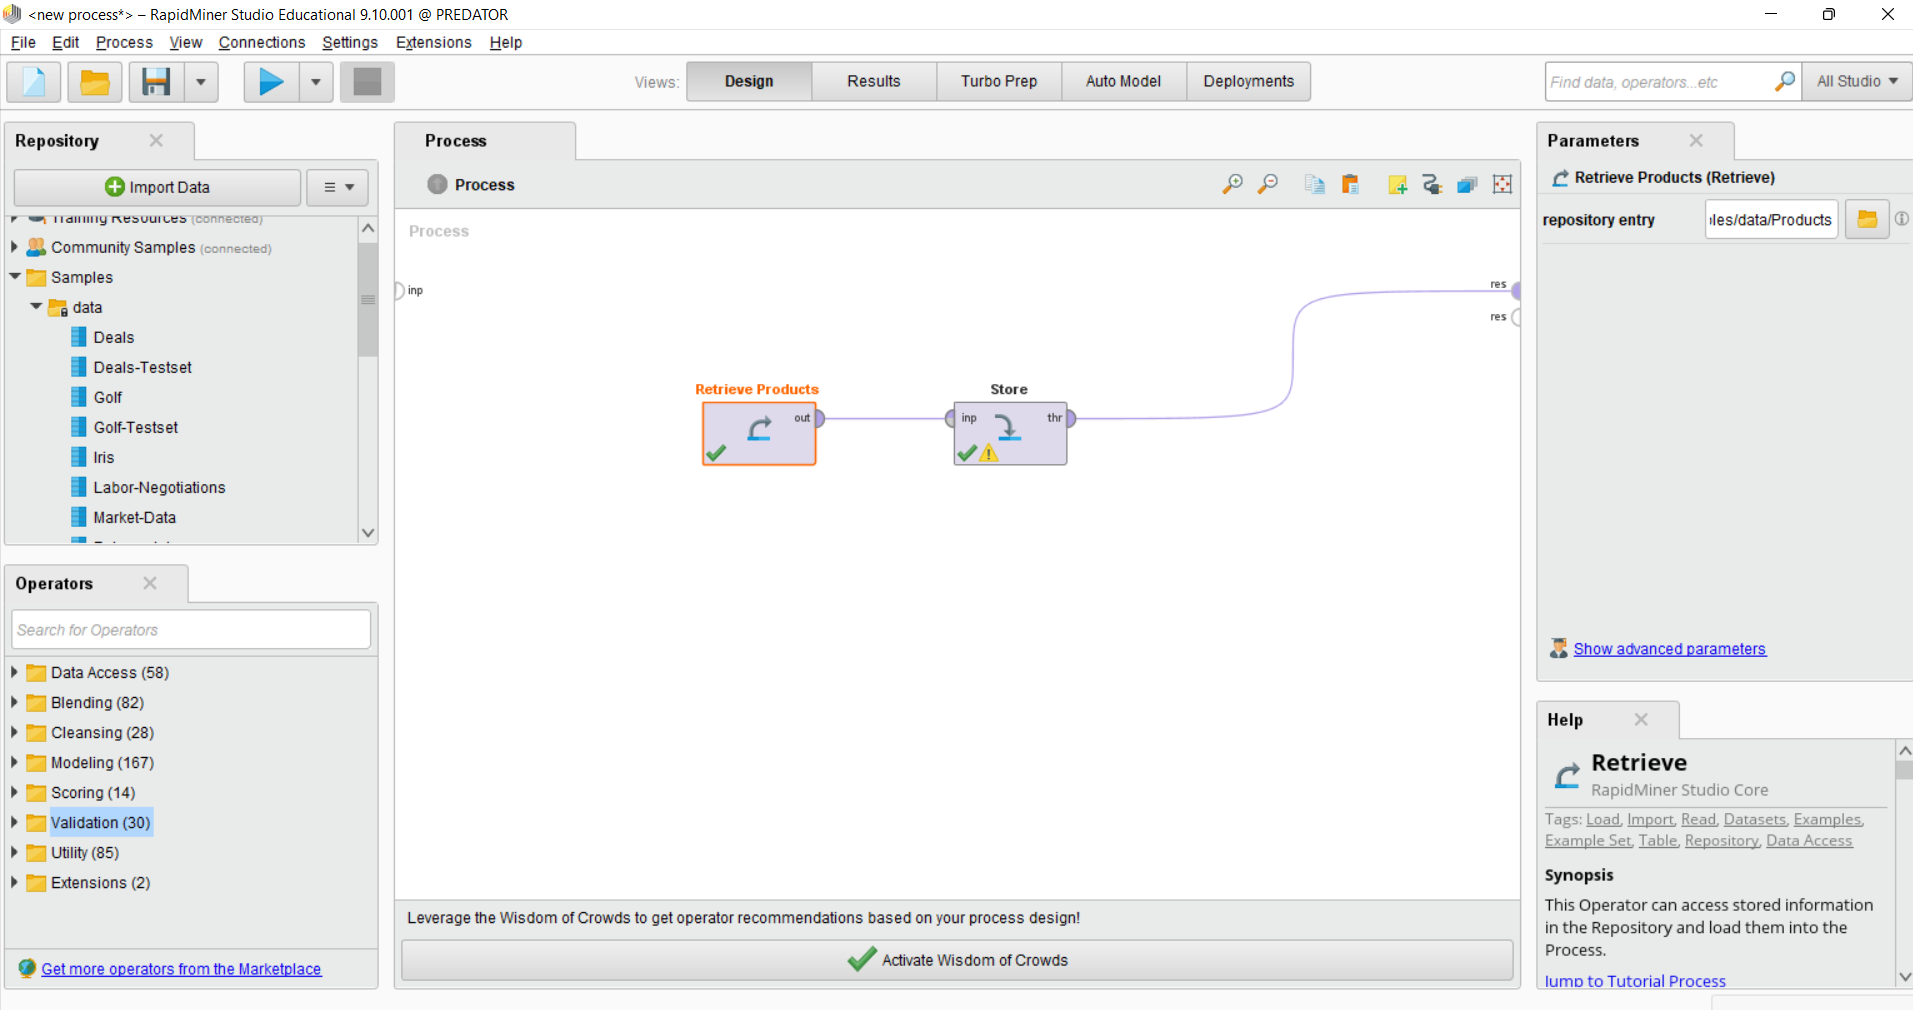 <new process*> – RapidMiner Studio Educational 9.10.001 @ PREDATOR
File Edit Process View Connections Settings Extensions Help
Views: Design Results Turbo Prep Auto Model Deployments
Find data, operators...etc
All Studio
Repository
Import Data
Training Resources (connected)
Community Samples (connected)
Samples
data
Deals
Deals-Testset
Golf
Golf-Testset
Iris
Labor-Negotiations
Market-Data
Operators
Search for Operators
Data Access (58)
Blending (82)
Cleansing (28)
Modeling (167)
Scoring (14)
Validation (30)
Utility (85)
Extensions (2)
Get more operators from the Marketplace
Process
Process
Process
inp
res
res
Retrieve Products
out
Store
inp
thr
Leverage the Wisdom of Crowds to get operator recommendations based on your process design!
Activate Wisdom of Crowds
Parameters
Retrieve Products (Retrieve)
repository entry
les/data/Products
Show advanced parameters
Help
Retrieve
RapidMiner Studio Core
Tags: Load, Import, Read, Datasets, Examples,
Example Set, Table, Repository, Data Access
Synopsis
This Operator can access stored information
in the Repository and load them into the
Process.
Jump to Tutorial Process